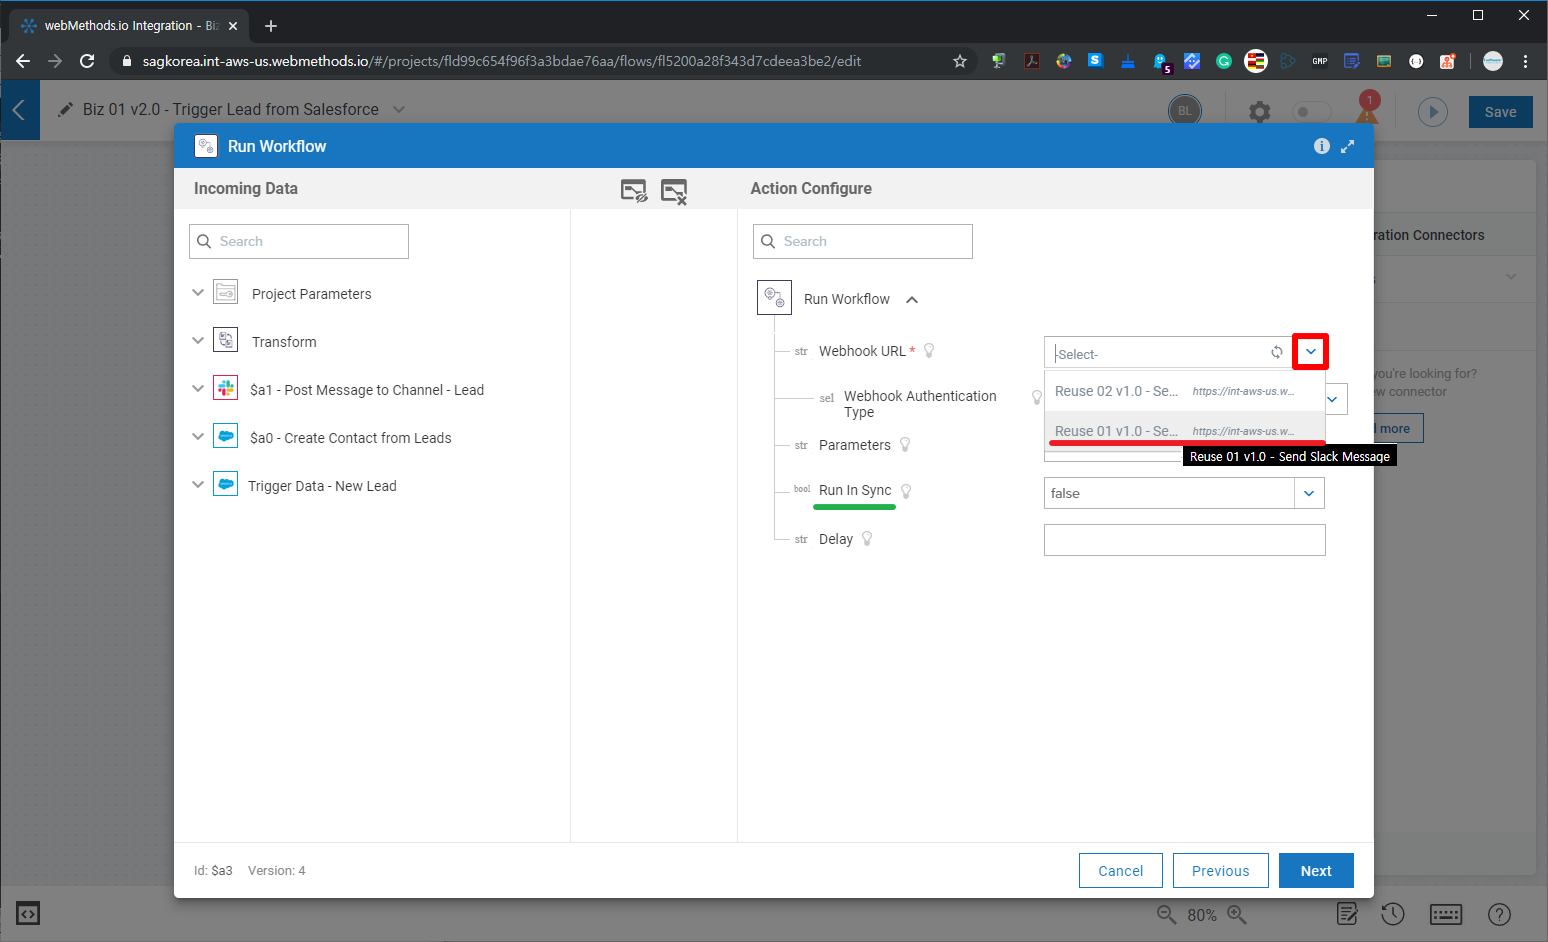 webMethods.io Integration - Biz
sagkorea.int-aws-us.webmethods.io/#/projects/fld99c654f96f3a3bdae76aa/flows/fl5200a28f343d7cdeea3be2/edit
5
GMP
Biz 01 v2.0 - Trigger Lead from Salesforce
BL
1
Save
Run Workflow
Incoming Data
Action Configure
Search
Search
ration Connectors
Project Parameters
Run Workflow
s
Transform
str Webhook URL *
-Select-
you're looking for?
ew connector
$a1 - Post Message to Channel - Lead
sel Webhook Authentication Type
Reuse 02 v1.0 - Se... https://int-aws-us.w...
l more
$a0 - Create Contact from Leads
str Parameters
Reuse 01 v1.0 - Se... https://int-aws-us.w...
Reuse 01 v1.0 - Send Slack Message
Trigger Data - New Lead
bool Run In Sync
false
str Delay
Id: $a3 Version: 4
Cancel
Previous
Next
80%